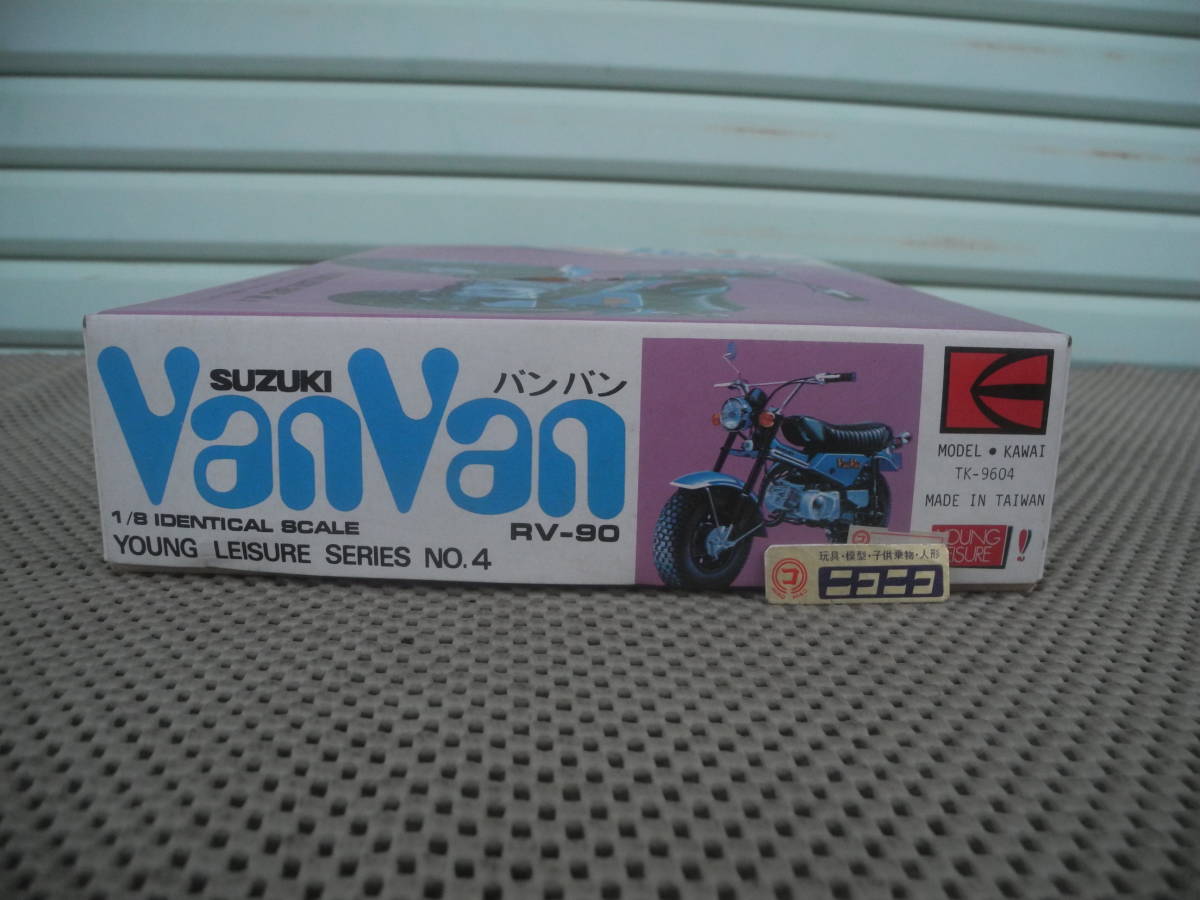 SUZUKI
VanVan
バンバン
1/8 IDENTICAL SCALE
RV-90
YOUNG LEISURE SERIES NO.4
MODEL • KAWAI
TK-9604
MADE IN TAIWAN
YOUNG
LEISURE
!
玩具・模型・子供乗物・人形
コ
ニコニコ